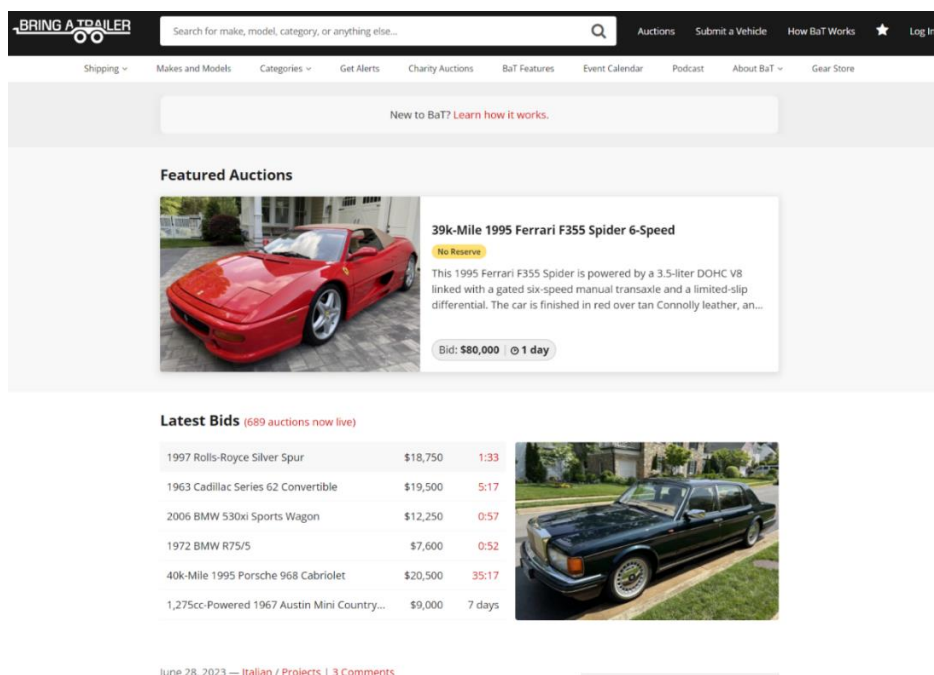 BRING A TRAILER
Search for make, model, category, or anything else...
Auctions
Submit a Vehicle
How BaT Works
Log In
Shipping
Makes and Models
Categories
Get Alerts
Charity Auctions
BaT Features
Event Calendar
Podcast
About BaT
Gear Store
New to BaT? Learn how it works.
Featured Auctions
39k-Mile 1995 Ferrari F355 Spider 6-Speed
No Reserve
This 1995 Ferrari F355 Spider is powered by a 3.5-liter DOHC V8
linked with a gated six-speed manual transaxle and a limited-slip
differential. The car is finished in red over tan Connolly leather, an...
Bid: $80,000 | 1 day
Latest Bids (689 auctions now live)
1997 Rolls-Royce Silver Spur $18,750 1:33
1963 Cadillac Series 62 Convertible $19,500 5:17
2006 BMW 530xi Sports Wagon $12,250 0:57
1972 BMW R75/5 $7,600 0:52
40k-Mile 1995 Porsche 968 Cabriolet $20,500 35:17
1,275cc-Powered 1967 Austin Mini Country... $9,000 7 days
June 28, 2023 — Italian / Projects | 3 Comments